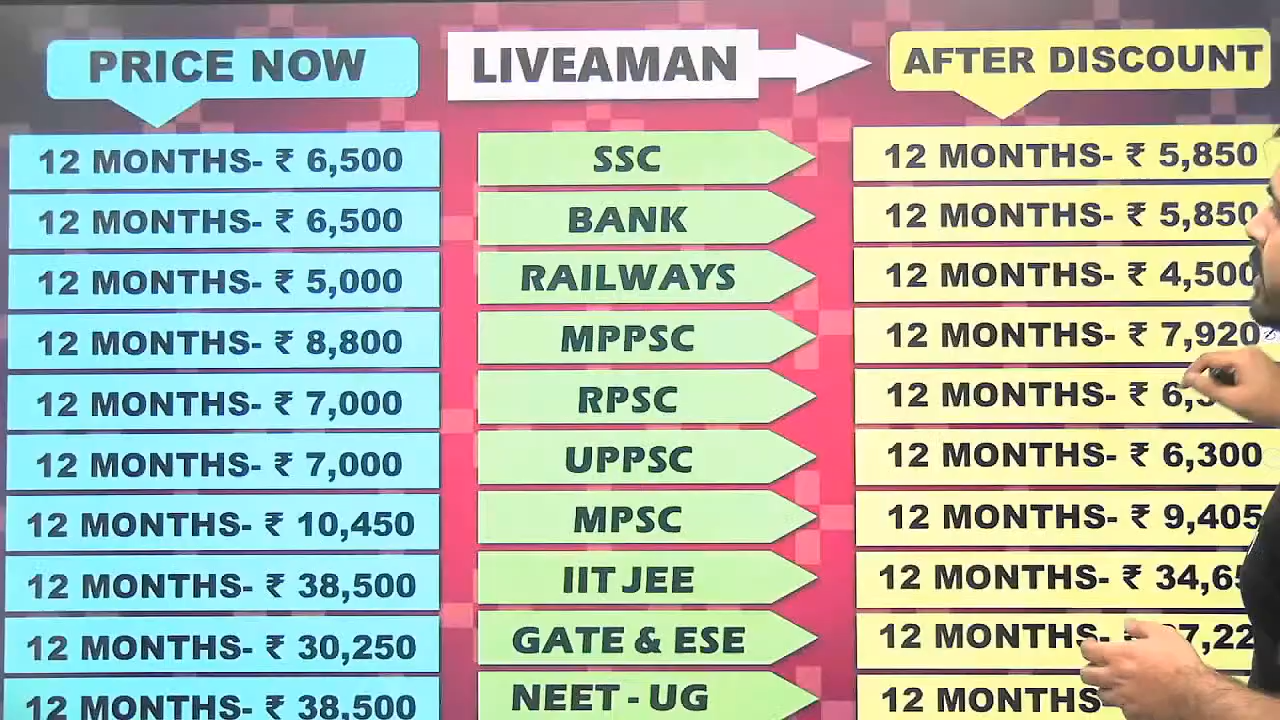 PRICE NOW LIVEAMAN AFTER DISCOUNT
12 MONTHS- ₹ 6,500 SSC 12 MONTHS- ₹ 5,850
12 MONTHS- ₹ 6,500 BANK 12 MONTHS- ₹ 5,850
12 MONTHS- ₹ 5,000 RAILWAYS 12 MONTHS- ₹ 4,500
12 MONTHS- ₹ 8,800 MPPSC 12 MONTHS- ₹ 7,920
12 MONTHS- ₹ 7,000 RPSC 12 MONTHS- ₹
12 MONTHS- ₹ 7,000 UPPSC 12 MONTHS- ₹ 6,300
12 MONTHS- ₹ 10,450 MPSC 12 MONTHS- ₹ 9,405
12 MONTHS- ₹ 38,500 IIT JEE 12 MONTHS- ₹
12 MONTHS- ₹ 30,250 GATE & ESE 12 MONTHS-
12 MONTHS- ₹ 38,500 NEET - UG 12 MONTHS